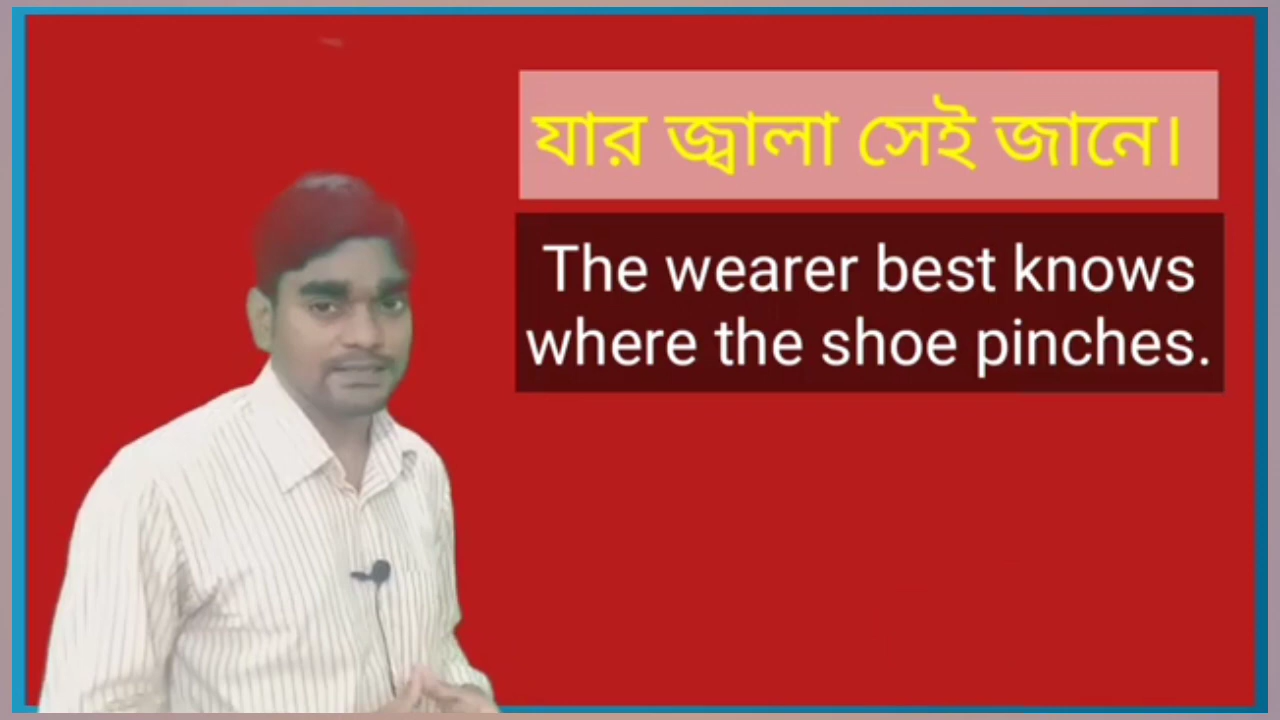 যার জ্বালা সেই জানে।
The wearer best knows
where the shoe pinches.